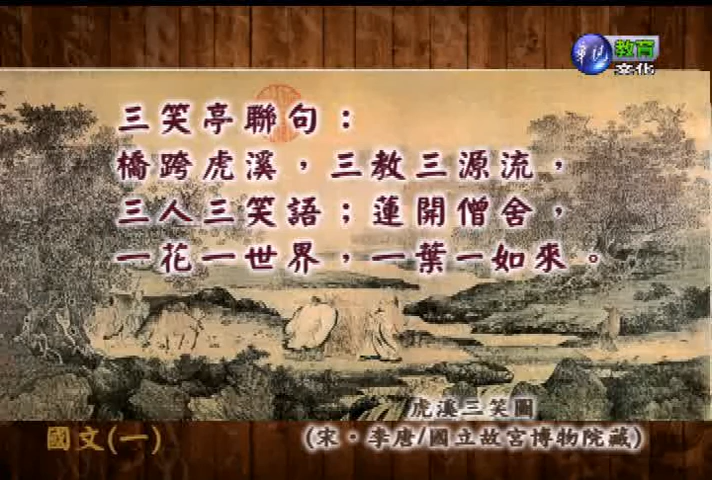 華視
教育
文化
三笑亭聯句：
橋跨虎溪，三教三源流，
三人三笑語；蓮開僧舍，
一花一世界，一葉一如來。
虎溪三笑圖
國文(一)
(宋．李唐/國立故宮博物院藏)